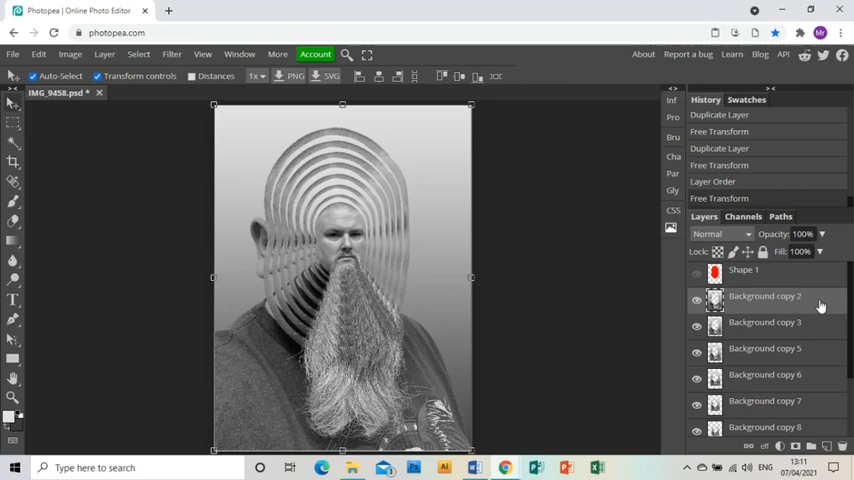 Photopea | Online Photo Editor
photopea.com
File Edit Image Layer Select Filter View Window More Account
About Report a bug Learn Blog API
Auto-Select Transform controls Distances 1x PNG SVG
IMG_9458.psd *
Inf
Pro
Bru
Cha
Par
Gly
CSS
History Swatches
Duplicate Layer
Free Transform
Duplicate Layer
Free Transform
Layer Order
Free Transform
Layers Channels Paths
Normal Opacity: 100%
Lock: Fill: 100%
Shape 1
Background copy 2
Background copy 3
Background copy 5
Background copy 6
Background copy 7
Background copy 8
eff
Type here to search
ENG
13:11
07/04/2021